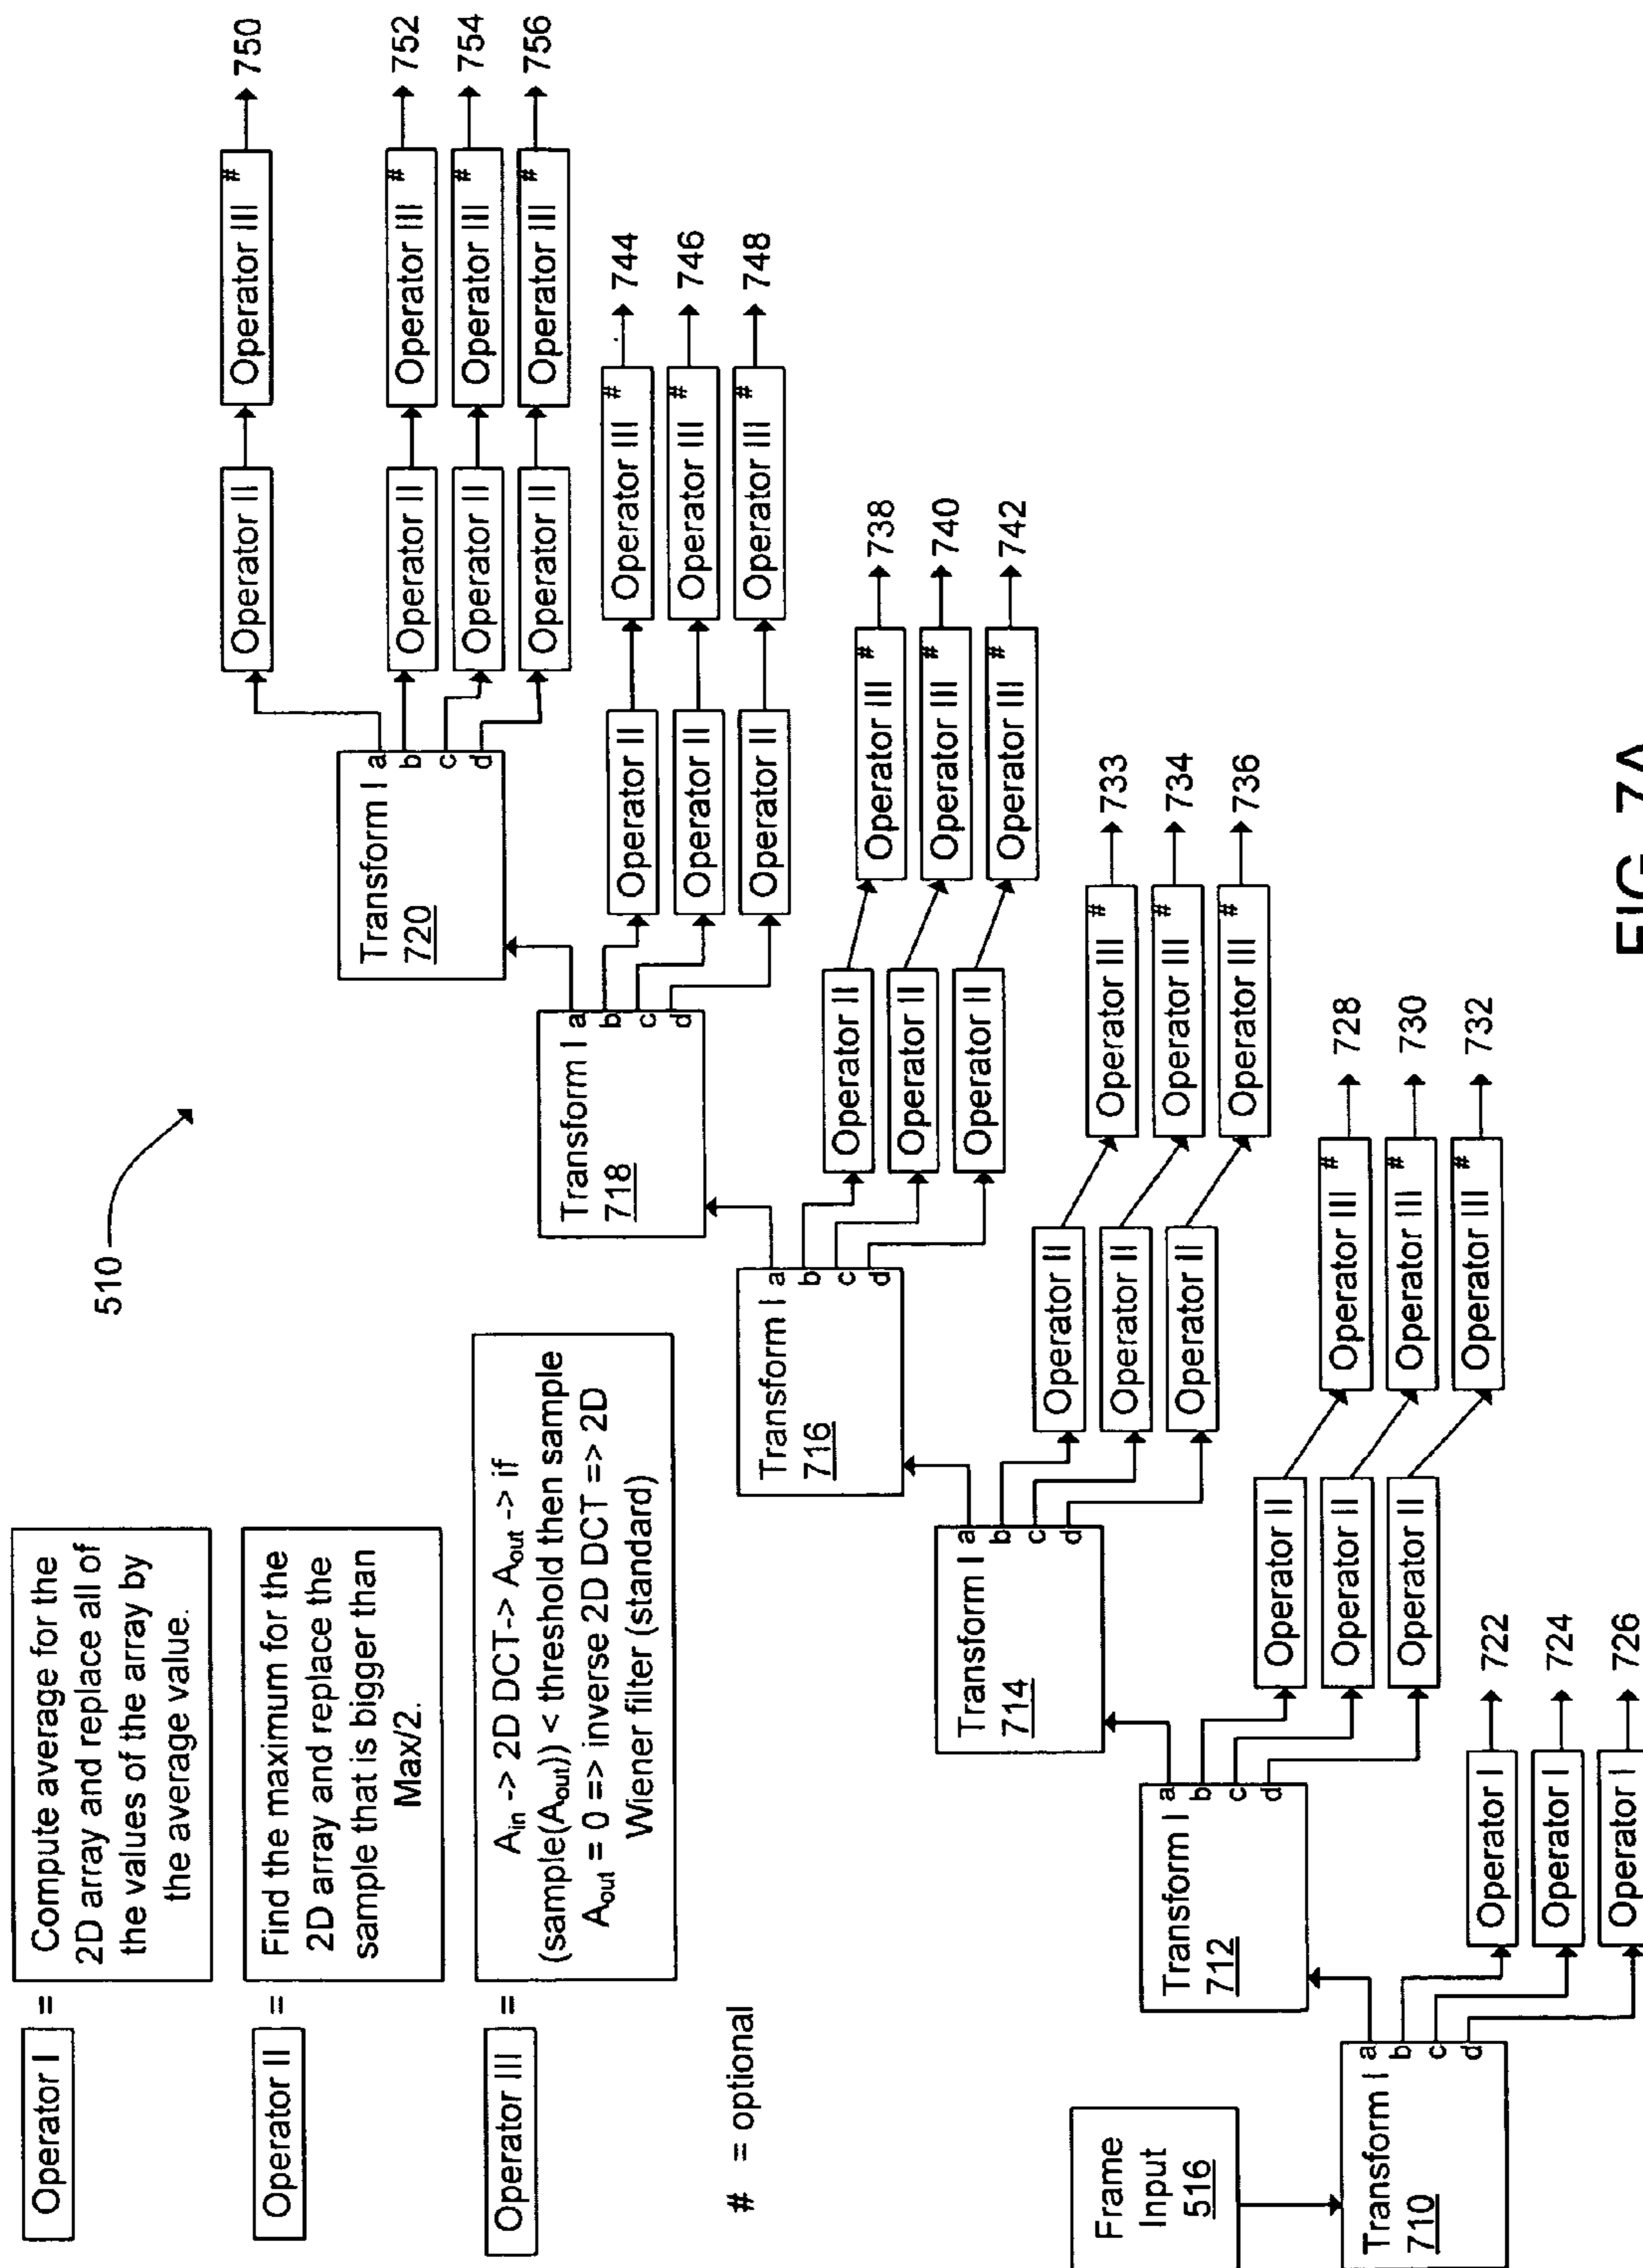 510
Operator I
=
Compute average for the
2D array and replace all of
the values of the array by
the average value.
Operator II
=
Find the maximum for the
2D array and replace the
sample that is bigger than
Max/2.
Operator III
=
A_in -> 2D DCT-> A_out -> if
(sample(A_out)) < threshold then sample
A_out = 0 => inverse 2D DCT => 2D
Wiener filter (standard)
# = optional
Frame
Input
516
Transform I
710
a
b
c
d
Operator I
722
Operator I
724
Operator I
726
Transform I
712
a
b
c
d
Operator II
Operator III #
728
Operator II
Operator III #
730
Operator II
Operator III #
732
Transform I
714
a
b
c
d
Operator II
Operator III #
733
Operator II
Operator III #
734
Operator II
Operator III #
736
Transform I
716
a
b
c
d
Operator II
Operator III #
738
Operator II
Operator III #
740
Operator II
Operator III #
742
Transform I
718
a
b
c
d
Operator II
Operator III #
744
Operator II
Operator III #
746
Operator II
Operator III #
748
Transform I
720
a
b
c
d
Operator II
Operator III #
750
Operator II
Operator III #
752
Operator II
Operator III #
754
Operator II
Operator III #
756
FIG. 7A